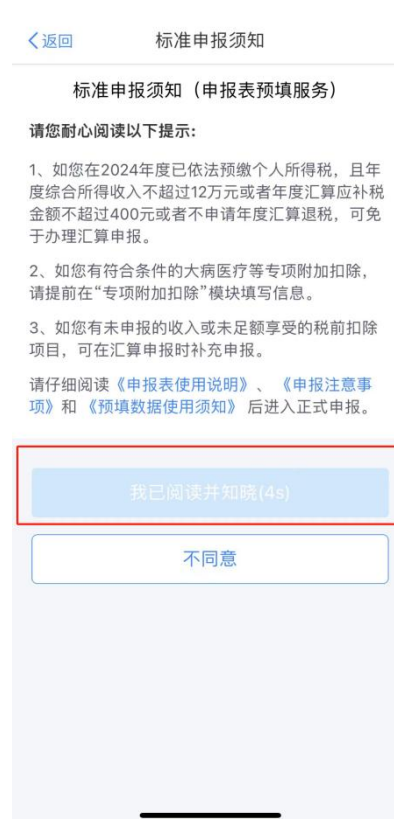 返回 标准申报须知
标准申报须知（申报表预填服务）
请您耐心阅读以下提示:
1、如您在2024年度已依法预缴个人所得税，且年
度综合所得收入不超过12万元或者年度汇算应补税
金额不超过400元或者不申请年度汇算退税，可免
于办理汇算申报。
2、如您有符合条件的大病医疗等专项附加扣除，
请提前在“专项附加扣除”模块填写信息。
3、如您有未申报的收入或未足额享受的税前扣除
项目，可在汇算申报时补充申报。
请仔细阅读《申报表使用说明》、《申报注意事
项》和《预填数据使用须知》后进入正式申报。
我已阅读并知晓(4s)
不同意